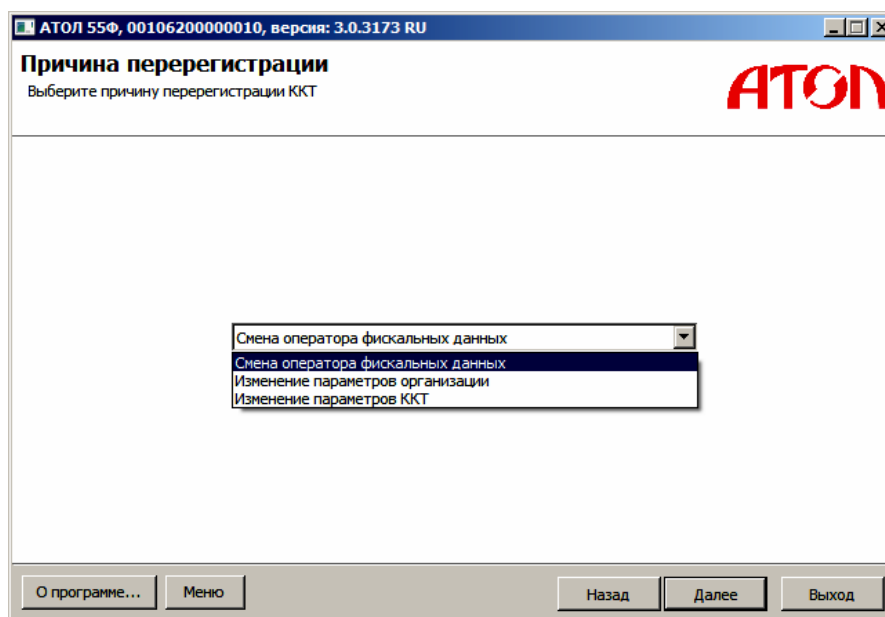 АТОЛ 55Ф, 00106200000010, версия: 3.0.3173 RU
Причина перерегистрации
Выберите причину перерегистрации ККТ
АТОЛ
Смена оператора фискальных данных
Смена оператора фискальных данных
Изменение параметров организации
Изменение параметров ККТ
О программе... Меню Назад Далее Выход